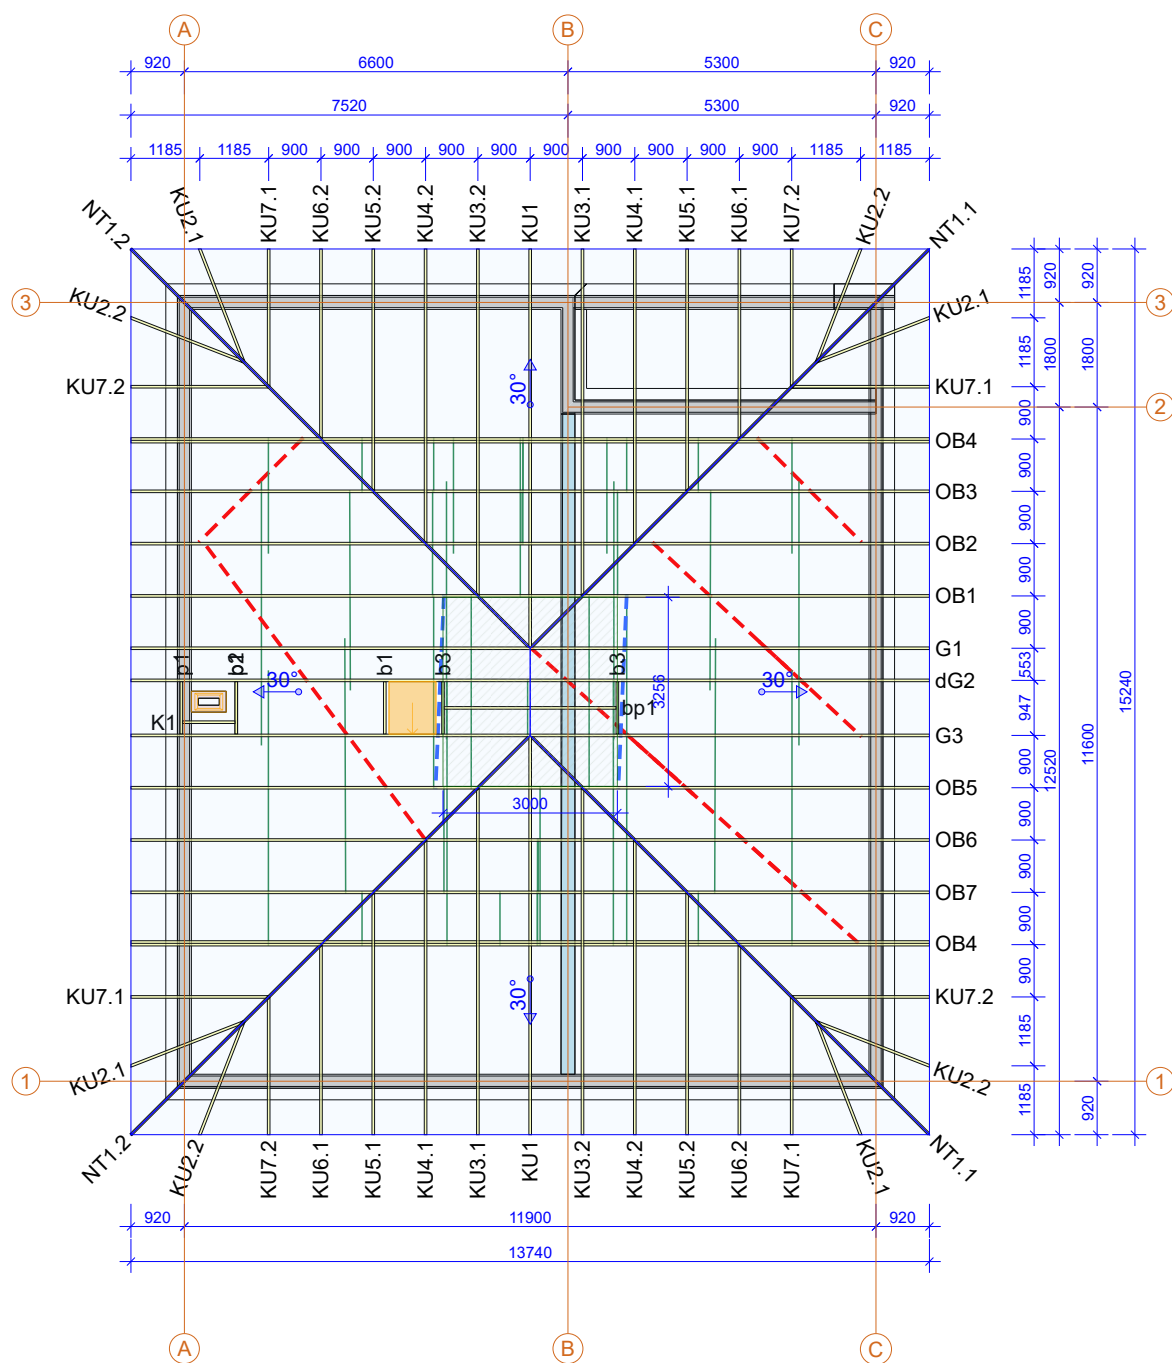 A B C
920 6600 5300 920
7520 5300 920
1185 1185 900 900 900 900 900 900 900 900 900 900 1185 1185
NT1.2 KU2.1 KU7.1 KU6.2 KU5.2 KU4.2 KU3.2 KU1 KU3.1 KU4.1 KU5.1 KU6.1 KU7.2 KU2.2 NT1.1
3 KU2.2 KU2.1 1185 920 920 3
KU7.2 30° KU7.1 1185 1800 1800
2
OB4 900
OB3 900
OB2 900
OB1 900
G1 900
b1 b2 b1 b3 b3 30° 30° dG2 553
3256 15240
K1 bp1 G3 947 12520 11600
OB5 900
3000
OB6 900
OB7 900
OB4 900
KU7.1 30° KU7.2 900
KU2.1 KU2.2 1185
1 1
NT1.2 KU2.2 KU7.2 KU6.1 KU5.1 KU4.1 KU3.1 KU1 KU3.2 KU4.2 KU5.2 KU6.2 KU7.1 KU2.1 NT1.1 1185 920
920 11900 920
13740
A B C